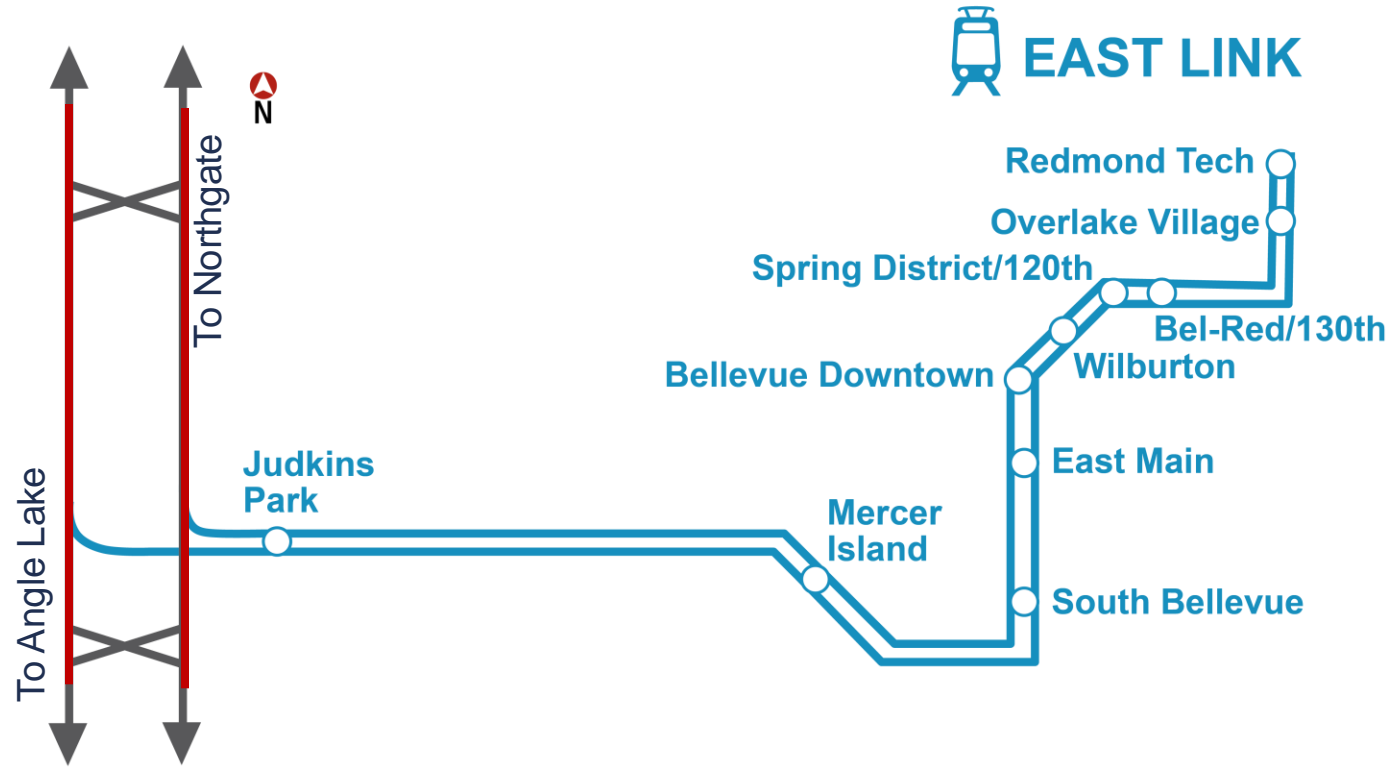 EAST LINK
N
To Northgate
To Angle Lake
Redmond Tech
Overlake Village
Spring District/120th
Bel-Red/130th
Wilburton
Bellevue Downtown
East Main
Judkins
Park
Mercer
Island
South Bellevue